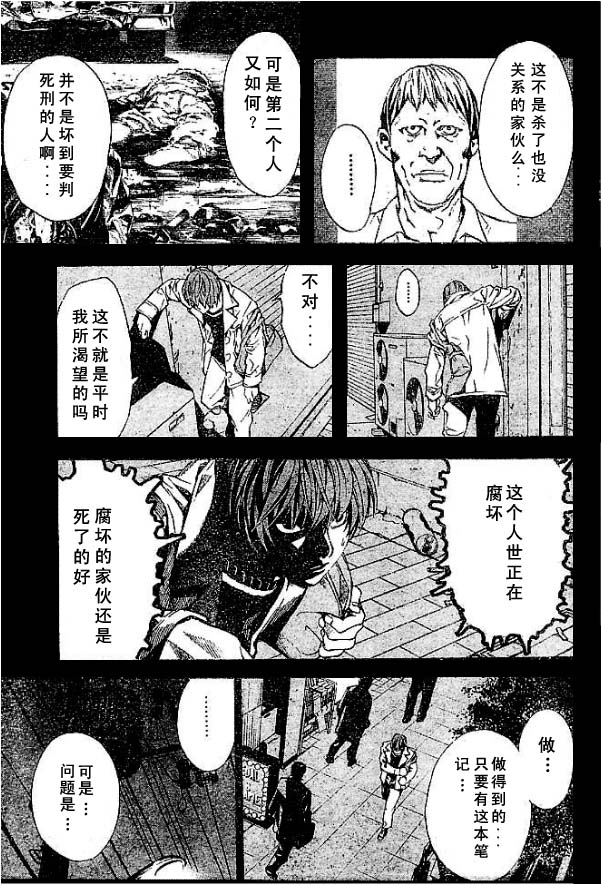 这不是杀了也没
关系的家伙么..
………
可是第二个人
又如何？
并不是坏到要判
死刑的人啊....
……
不对....
这不就是平时
我所渴望的吗
这个人世正在
腐坏
腐坏的家伙还是
死了的好
做…
做得到的…
只要有这本笔
记…
………
可是…
问题是…